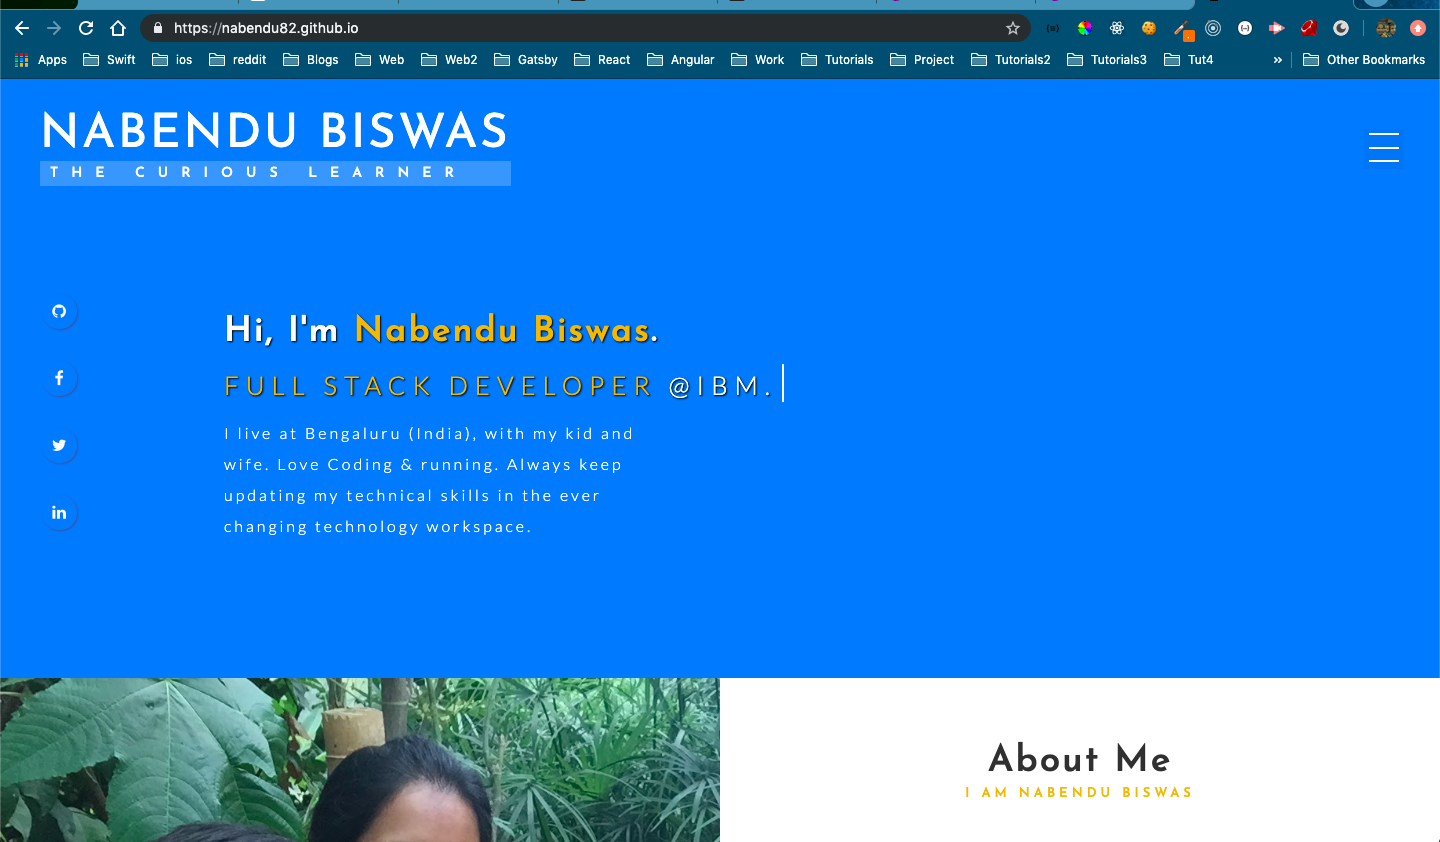 https://nabendu82.github.io
Apps Swift ios reddit Blogs Web Web2 Gatsby React Angular Work Tutorials Project Tutorials2 Tutorials3 Tut4 » Other Bookmarks
NABENDU BISWAS
THE CURIOUS LEARNER
Hi, I'm Nabendu Biswas.
FULL STACK DEVELOPER @IBM.
I live at Bengaluru (India), with my kid and
wife. Love Coding & running. Always keep
updating my technical skills in the ever
changing technology workspace.
About Me
I AM NABENDU BISWAS